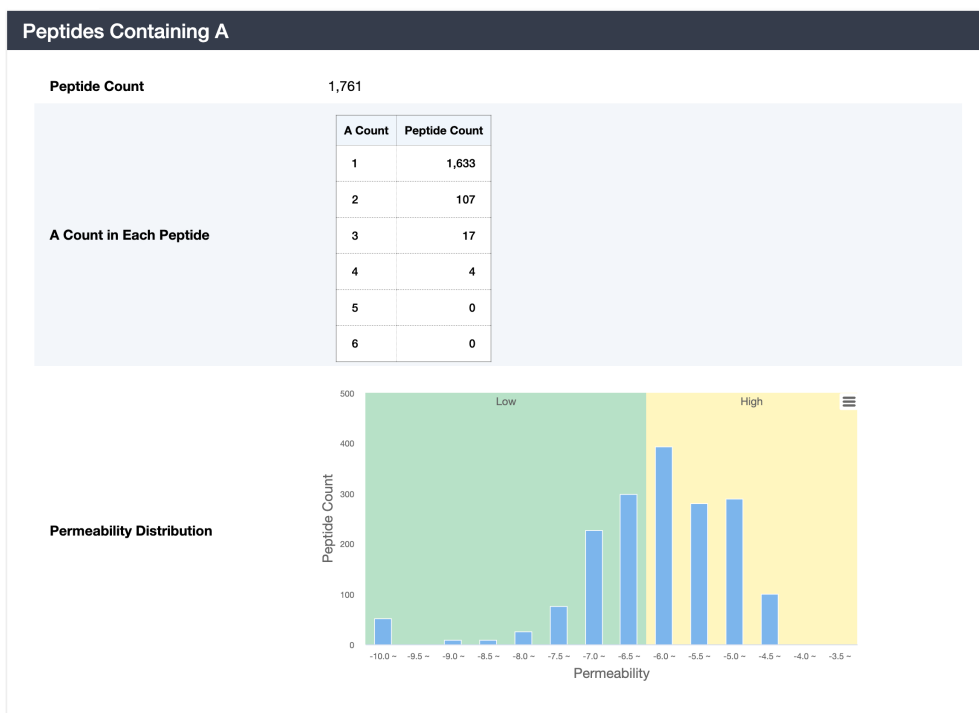 Peptides Containing A
Peptide Count 1,761
A Count Peptide Count
1 1,633
2 107
A Count in Each Peptide
3 17
4 4
5 0
6 0
Permeability Distribution
Low High
500
400
300
200
100
0
Peptide Count
-10.0 ~ -9.5 ~ -9.0 ~ -8.5 ~ -8.0 ~ -7.5 ~ -7.0 ~ -6.5 ~ -6.0 ~ -5.5 ~ -5.0 ~ -4.5 ~ -4.0 ~ -3.5 ~
Permeability